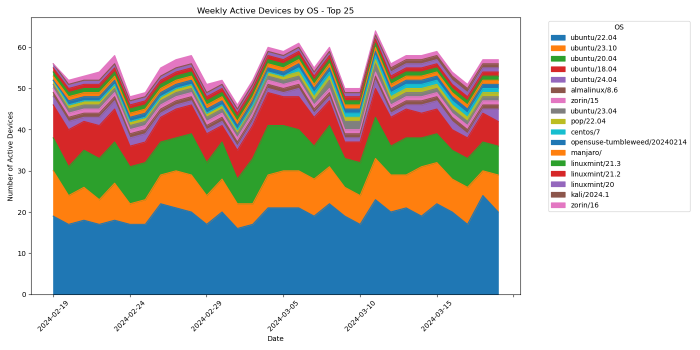 Weekly Active Devices by OS - Top 25
Number of Active Devices
60
50
40
30
20
10
0
2024-02-19
2024-02-24
2024-02-29
2024-03-05
2024-03-10
2024-03-15
Date
OS
ubuntu/22.04
ubuntu/23.10
ubuntu/20.04
ubuntu/18.04
ubuntu/24.04
almalinux/8.6
zorin/15
ubuntu/23.04
pop/22.04
centos/7
opensuse-tumbleweed/20240214
manjaro/
linuxmint/21.3
linuxmint/21.2
linuxmint/20
kali/2024.1
zorin/16